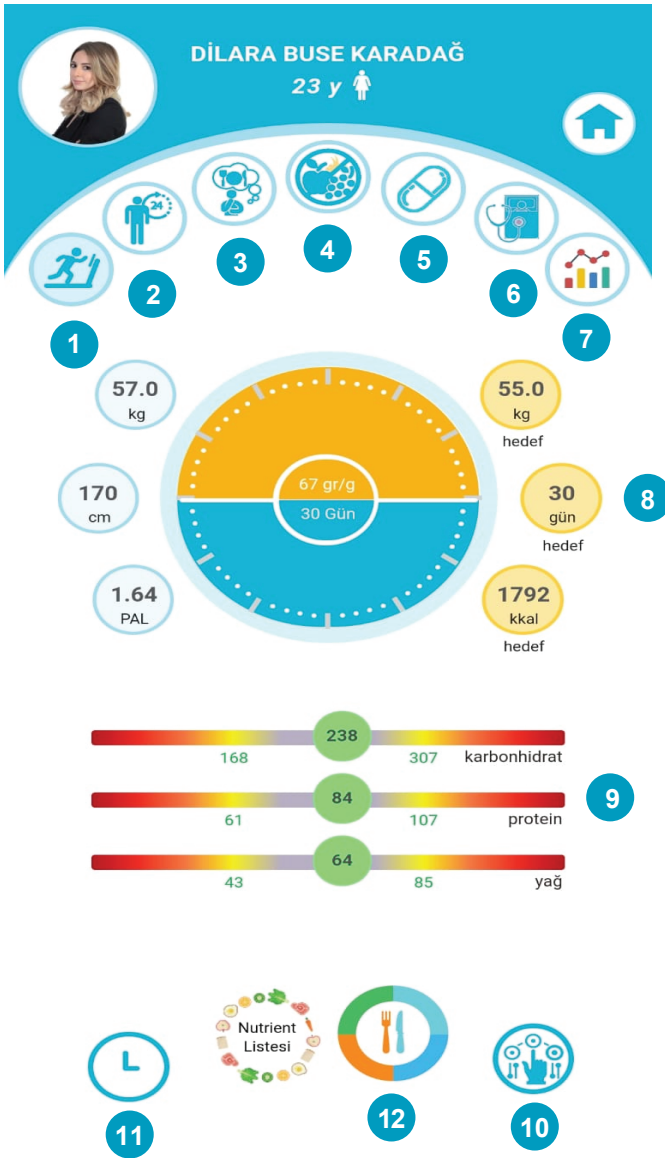 DİLARA BUSE KARADAĞ
23 y
24
1
2
3
4
5
6
7
57.0
kg
170
cm
1.64
PAL
67 gr/g
30 Gün
55.0
kg
hedef
30
gün
hedef
8
1792
kkal
hedef
238
168
307
karbonhidrat
84
61
107
protein
9
64
43
85
yağ
Nutrient
Listesi
11
12
10